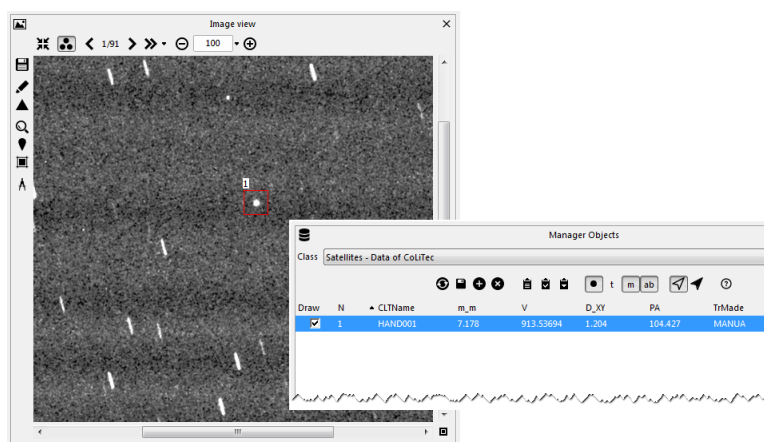 Image view
1/91
100
1
Manager Objects
Class Satellites - Data of CoLiTec
t m ab
Draw N CLTName m_m V D_XY PA TrMade
1 HAND001 7.178 913.53694 1.204 104.427 MANUA